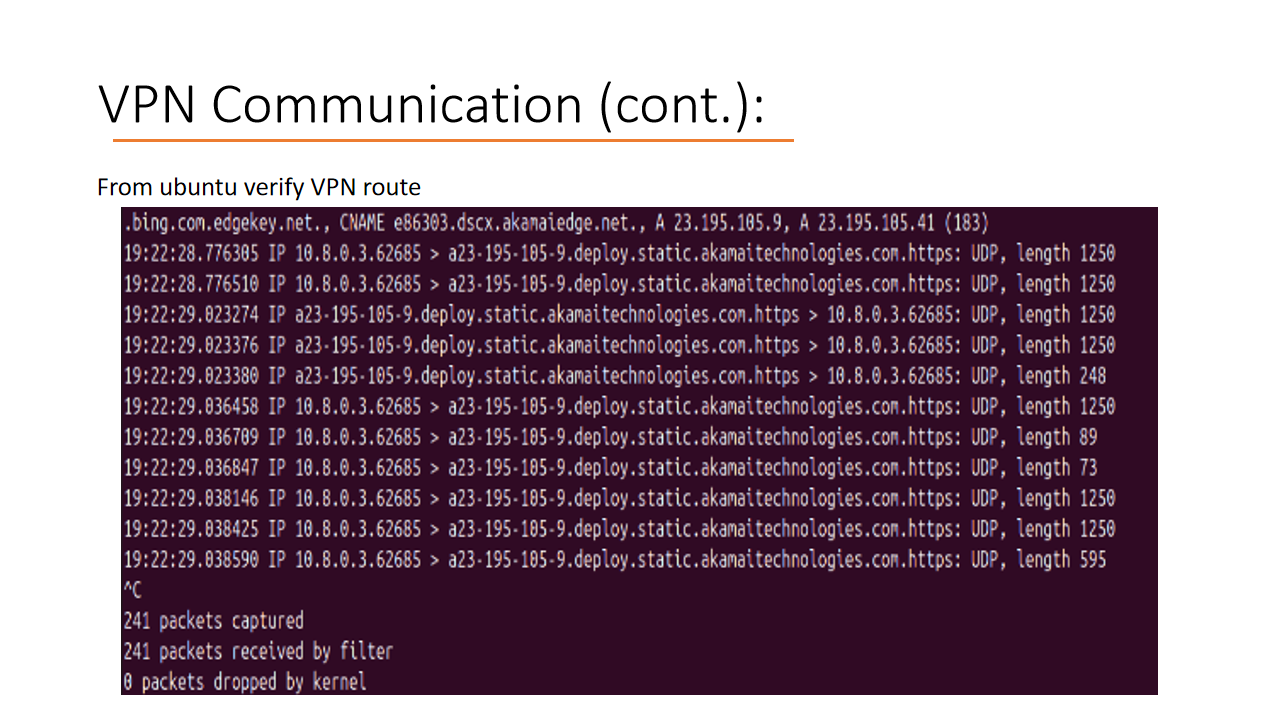 VPN Communication (cont.):
From ubuntu verify VPN route
.bing.com.edgekey.net., CNAME e86303.dscx.akamaiedge.net., A 23.195.105.9, A 23.195.105.41 (183)
19:22:28.776305 IP 10.8.0.3.62685 > a23-195-105-9.deploy.static.akamaitechnologies.com.https: UDP, length 1250
19:22:28.776510 IP 10.8.0.3.62685 > a23-195-105-9.deploy.static.akamaitechnologies.com.https: UDP, length 1250
19:22:29.023274 IP a23-195-105-9.deploy.static.akamaitechnologies.com.https > 10.8.0.3.62685: UDP, length 1250
19:22:29.023376 IP a23-195-105-9.deploy.static.akamaitechnologies.com.https > 10.8.0.3.62685: UDP, length 1250
19:22:29.023380 IP a23-195-105-9.deploy.static.akamaitechnologies.com.https > 10.8.0.3.62685: UDP, length 248
19:22:29.036458 IP 10.8.0.3.62685 > a23-195-105-9.deploy.static.akamaitechnologies.com.https: UDP, length 1250
19:22:29.036709 IP 10.8.0.3.62685 > a23-195-105-9.deploy.static.akamaitechnologies.com.https: UDP, length 89
19:22:29.036847 IP 10.8.0.3.62685 > a23-195-105-9.deploy.static.akamaitechnologies.com.https: UDP, length 73
19:22:29.038146 IP 10.8.0.3.62685 > a23-195-105-9.deploy.static.akamaitechnologies.com.https: UDP, length 1250
19:22:29.038425 IP 10.8.0.3.62685 > a23-195-105-9.deploy.static.akamaitechnologies.com.https: UDP, length 1250
19:22:29.038590 IP 10.8.0.3.62685 > a23-195-105-9.deploy.static.akamaitechnologies.com.https: UDP, length 595
^C
241 packets captured
241 packets received by filter
0 packets dropped by kernel